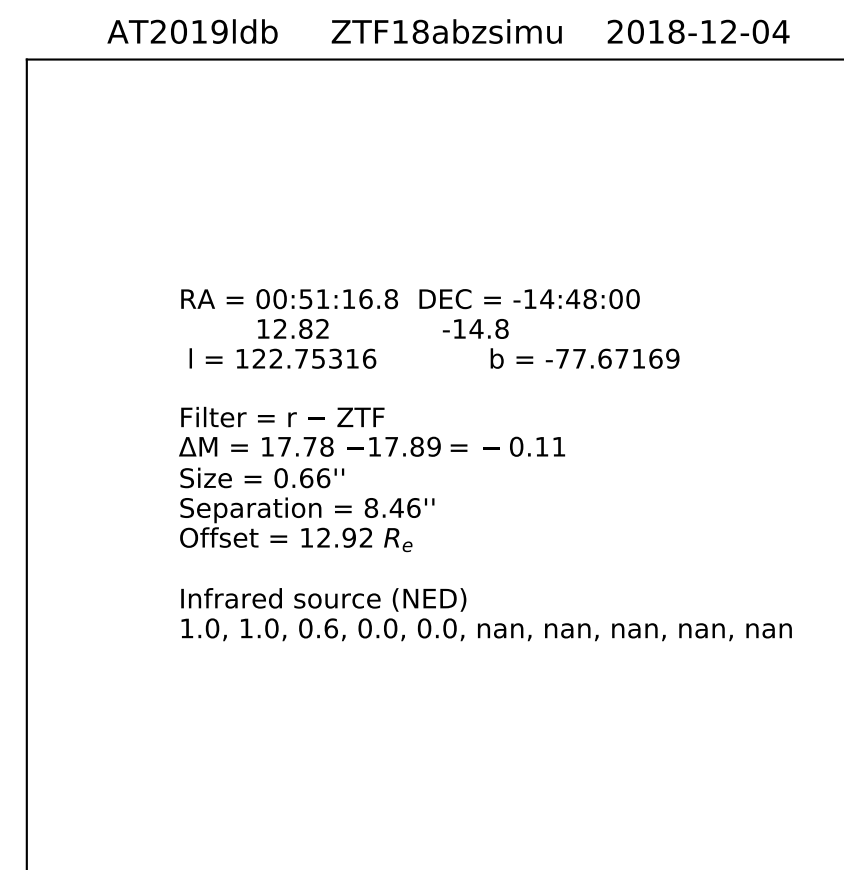 AT2019ldb ZTF18abzsimu 2018-12-04
RA = 00:51:16.8 DEC = -14:48:00
12.82 -14.8
l = 122.75316 b = -77.67169
Filter = r − ZTF
ΔM = 17.78 −17.89 = − 0.11
Size = 0.66''
Separation = 8.46''
Offset = 12.92 Rₑ
Infrared source (NED)
1.0, 1.0, 0.6, 0.0, 0.0, nan, nan, nan, nan, nan